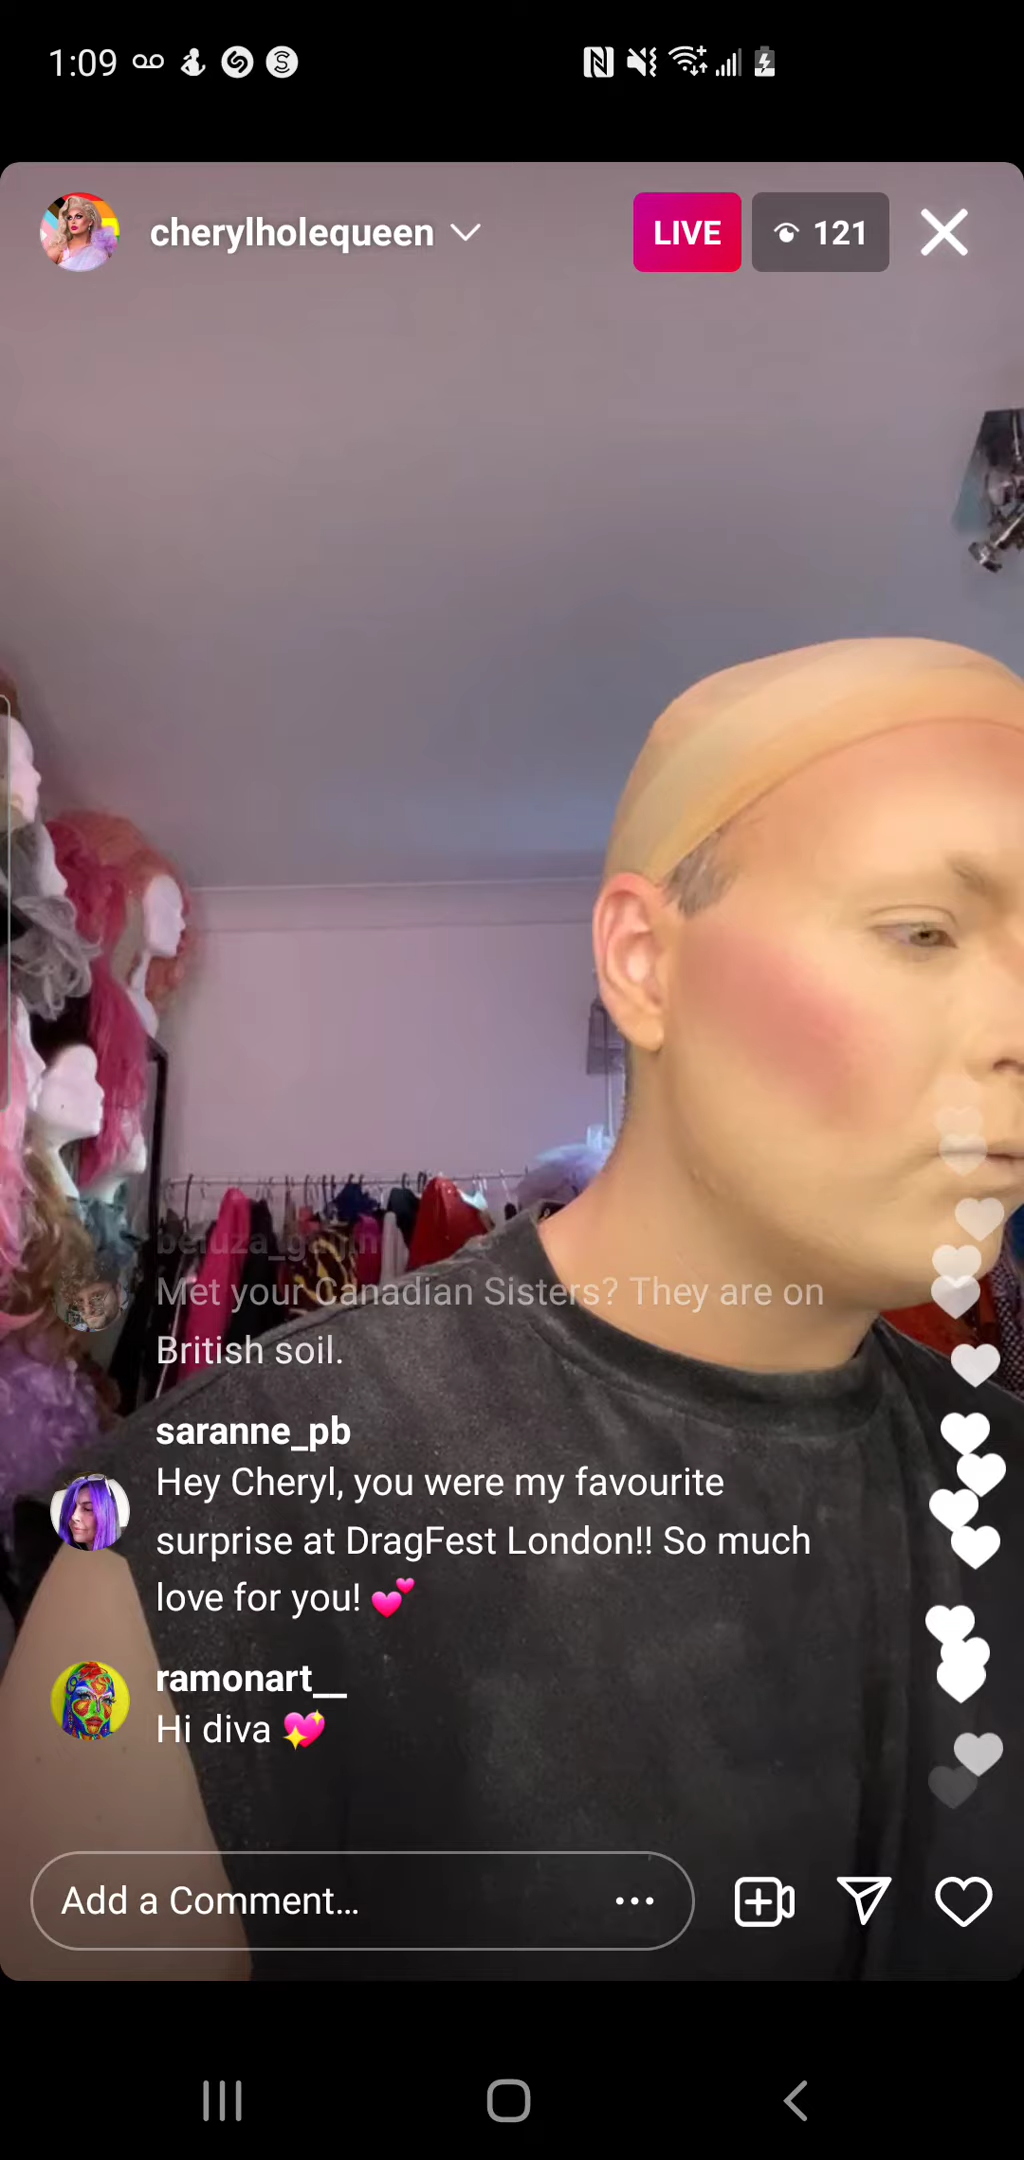 1:09
cherylholequeen
LIVE
121
Met your Canadian Sisters? They are on
British soil.
saranne_pb
Hey Cheryl, you were my favourite
surprise at DragFest London!! So much
love for you! 💕
ramonart__
Hi diva 💖
Add a Comment...